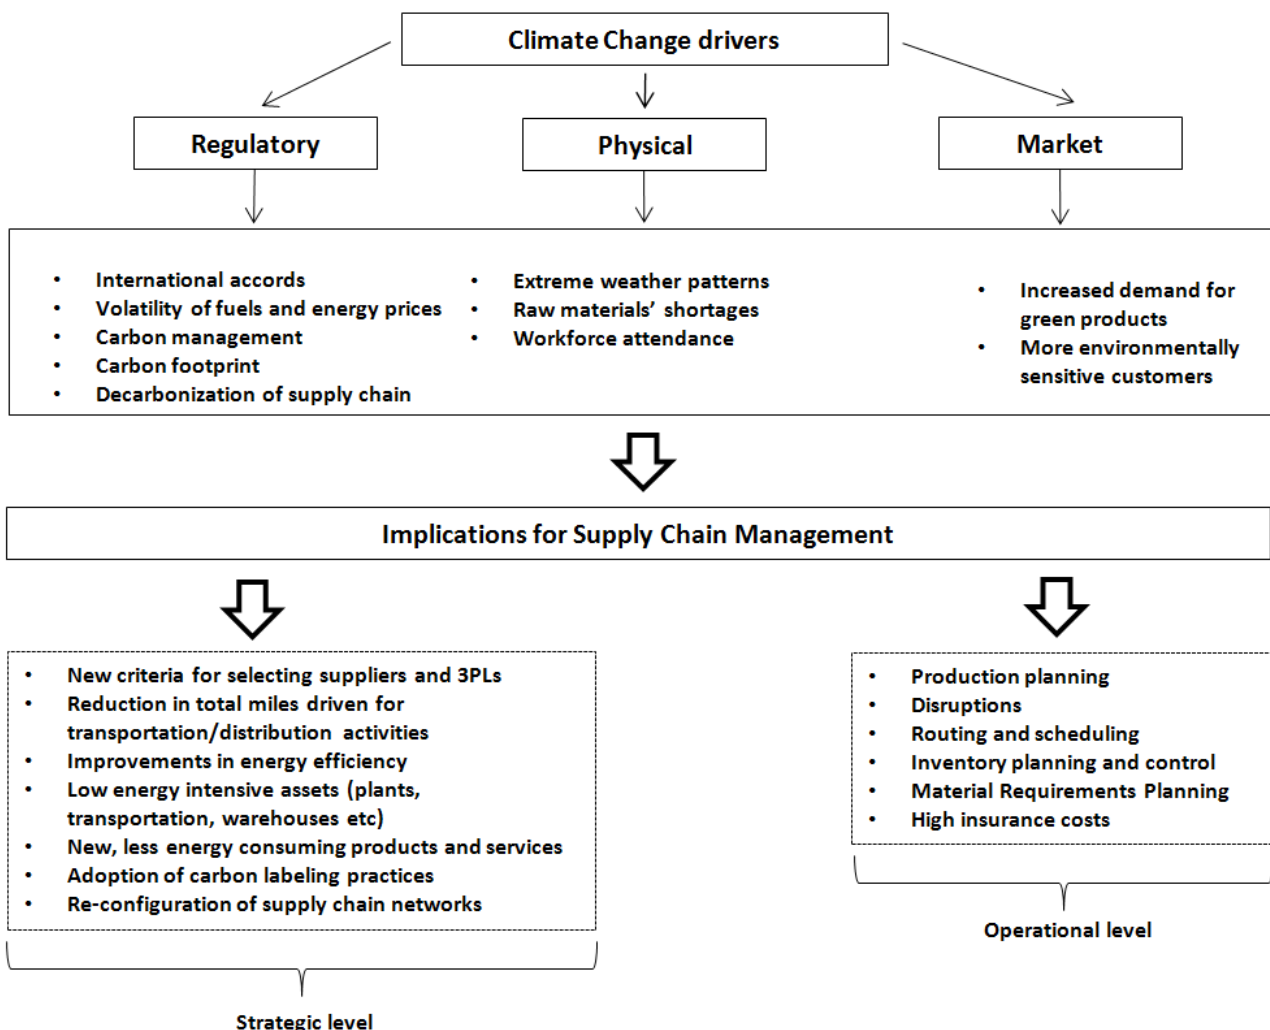 Climate Change drivers
Regulatory
Physical
Market
• International accords
• Volatility of fuels and energy prices
• Carbon management
• Carbon footprint
• Decarbonization of supply chain
• Extreme weather patterns
• Raw materials’ shortages
• Workforce attendance
• Increased demand for
green products
• More environmentally
sensitive customers
Implications for Supply Chain Management
• New criteria for selecting suppliers and 3PLs
• Reduction in total miles driven for
transportation/distribution activities
• Improvements in energy efficiency
• Low energy intensive assets (plants,
transportation, warehouses etc)
• New, less energy consuming products and services
• Adoption of carbon labeling practices
• Re-configuration of supply chain networks
Strategic level
• Production planning
• Disruptions
• Routing and scheduling
• Inventory planning and control
• Material Requirements Planning
• High insurance costs
Operational level